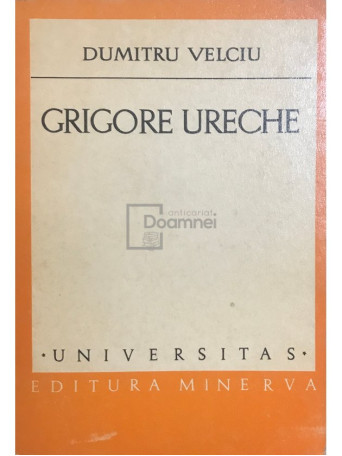 DUMITRU VELCIU
GRIGORE URECHE
anticariat
Doamnei
· UNIVERSITAS ·
EDITURA MINERVA